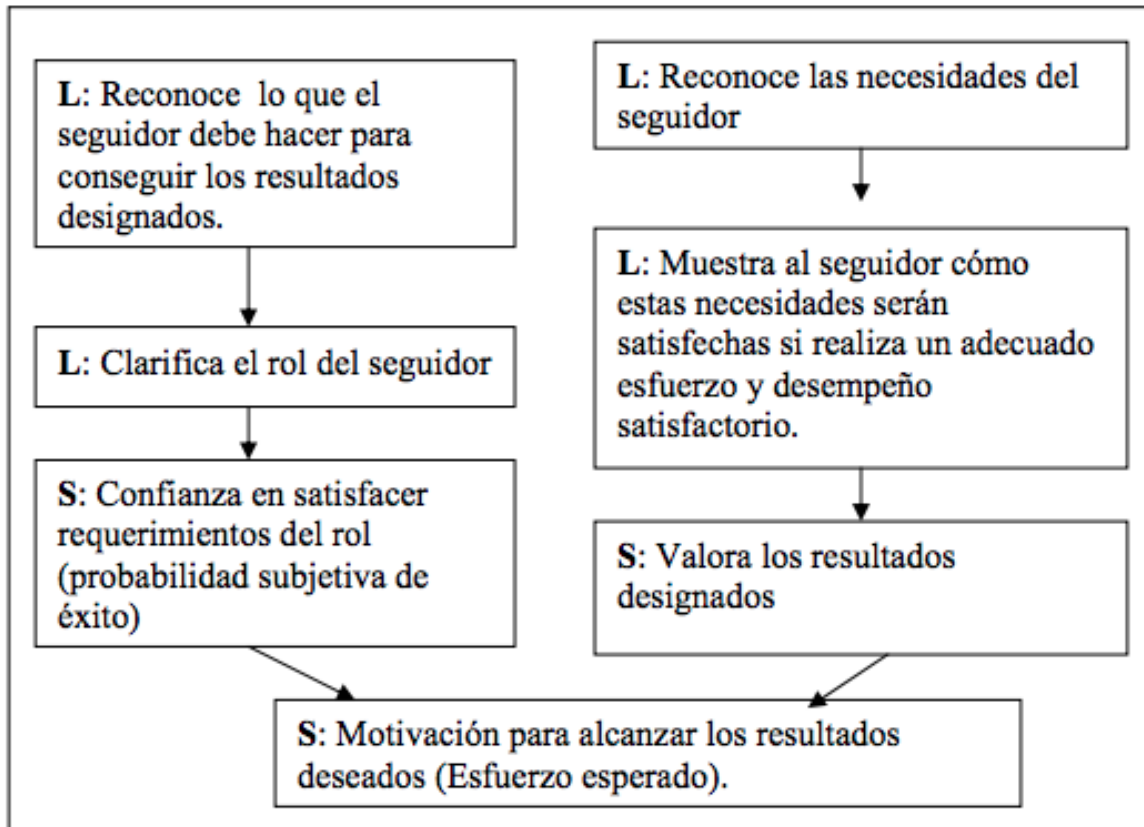 L: Reconoce lo que el
seguidor debe hacer para
conseguir los resultados
designados.
L: Clarifica el rol del seguidor
S: Confianza en satisfacer
requerimientos del rol
(probabilidad subjetiva de
éxito)
L: Reconoce las necesidades del
seguidor
L: Muestra al seguidor cómo
estas necesidades serán
satisfechas si realiza un adecuado
esfuerzo y desempeño
satisfactorio.
S: Valora los resultados
designados
S: Motivación para alcanzar los resultados
deseados (Esfuerzo esperado).